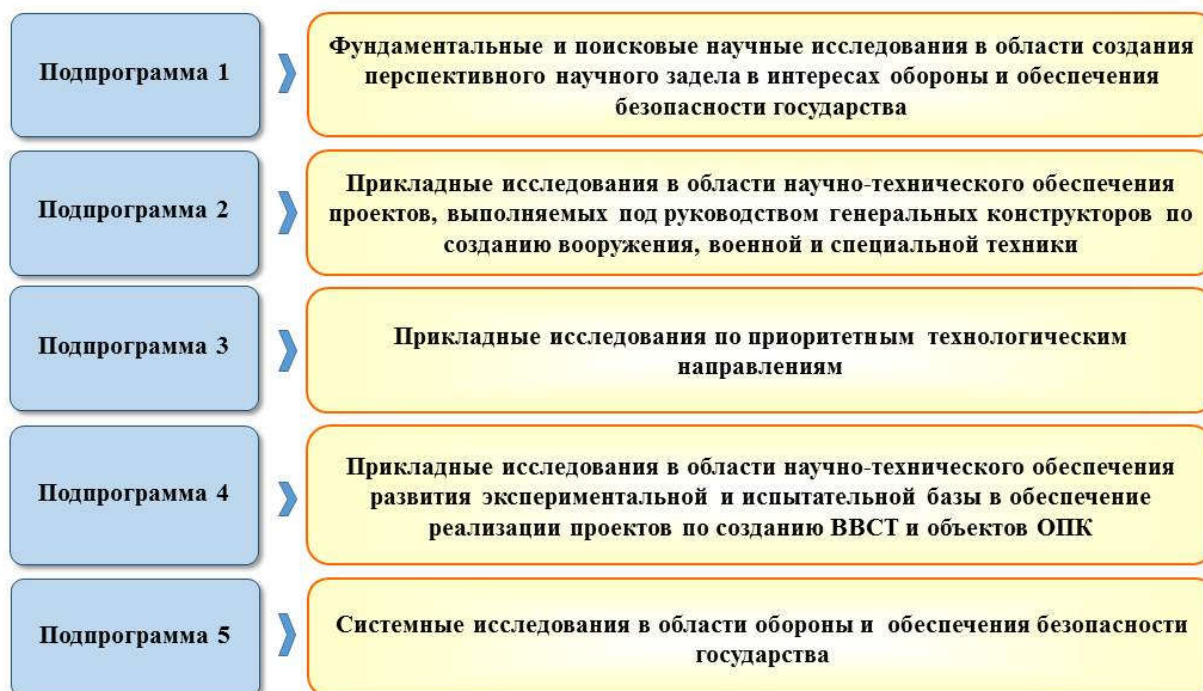 Подпрограмма 1
Фундаментальные и поисковые научные исследования в области создания
перспективного научного задела в интересах обороны и обеспечения
безопасности государства
Подпрограмма 2
Прикладные исследования в области научно-технического обеспечения
проектов, выполняемых под руководством генеральных конструкторов по
созданию вооружения, военной и специальной техники
Подпрограмма 3
Прикладные исследования по приоритетным технологическим
направлениям
Подпрограмма 4
Прикладные исследования в области научно-технического обеспечения
развития экспериментальной и испытательной базы в обеспечение
реализации проектов по созданию ВВСТ и объектов ОПК
Подпрограмма 5
Системные исследования в области обороны и обеспечения безопасности
государства